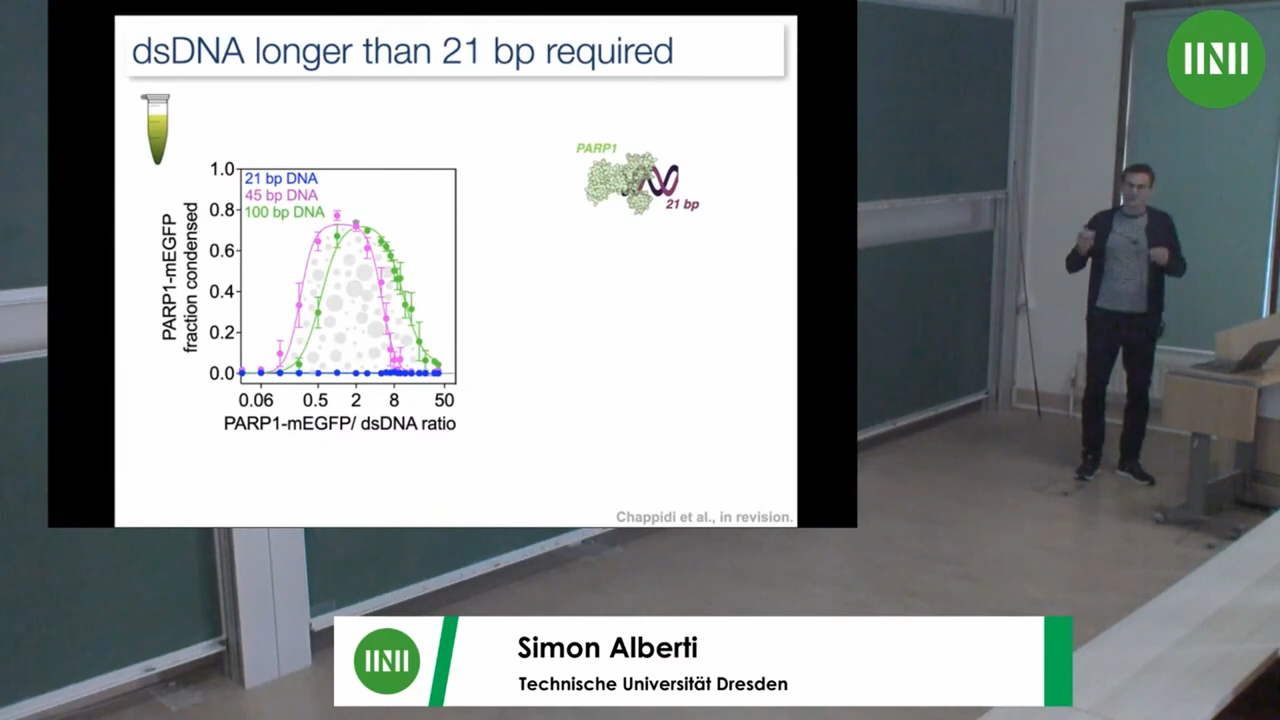 dsDNA longer than 21 bp required
PARP1
21 bp
21 bp DNA
45 bp DNA
100 bp DNA
PARP1-mEGFP
fraction condensed
1.0
0.8
0.6
0.4
0.2
0.0
0.06 0.5 2 8 50
PARP1-mEGFP/ dsDNA ratio
Chappidi et al., in revision.
Simon Alberti
Technische Universität Dresden